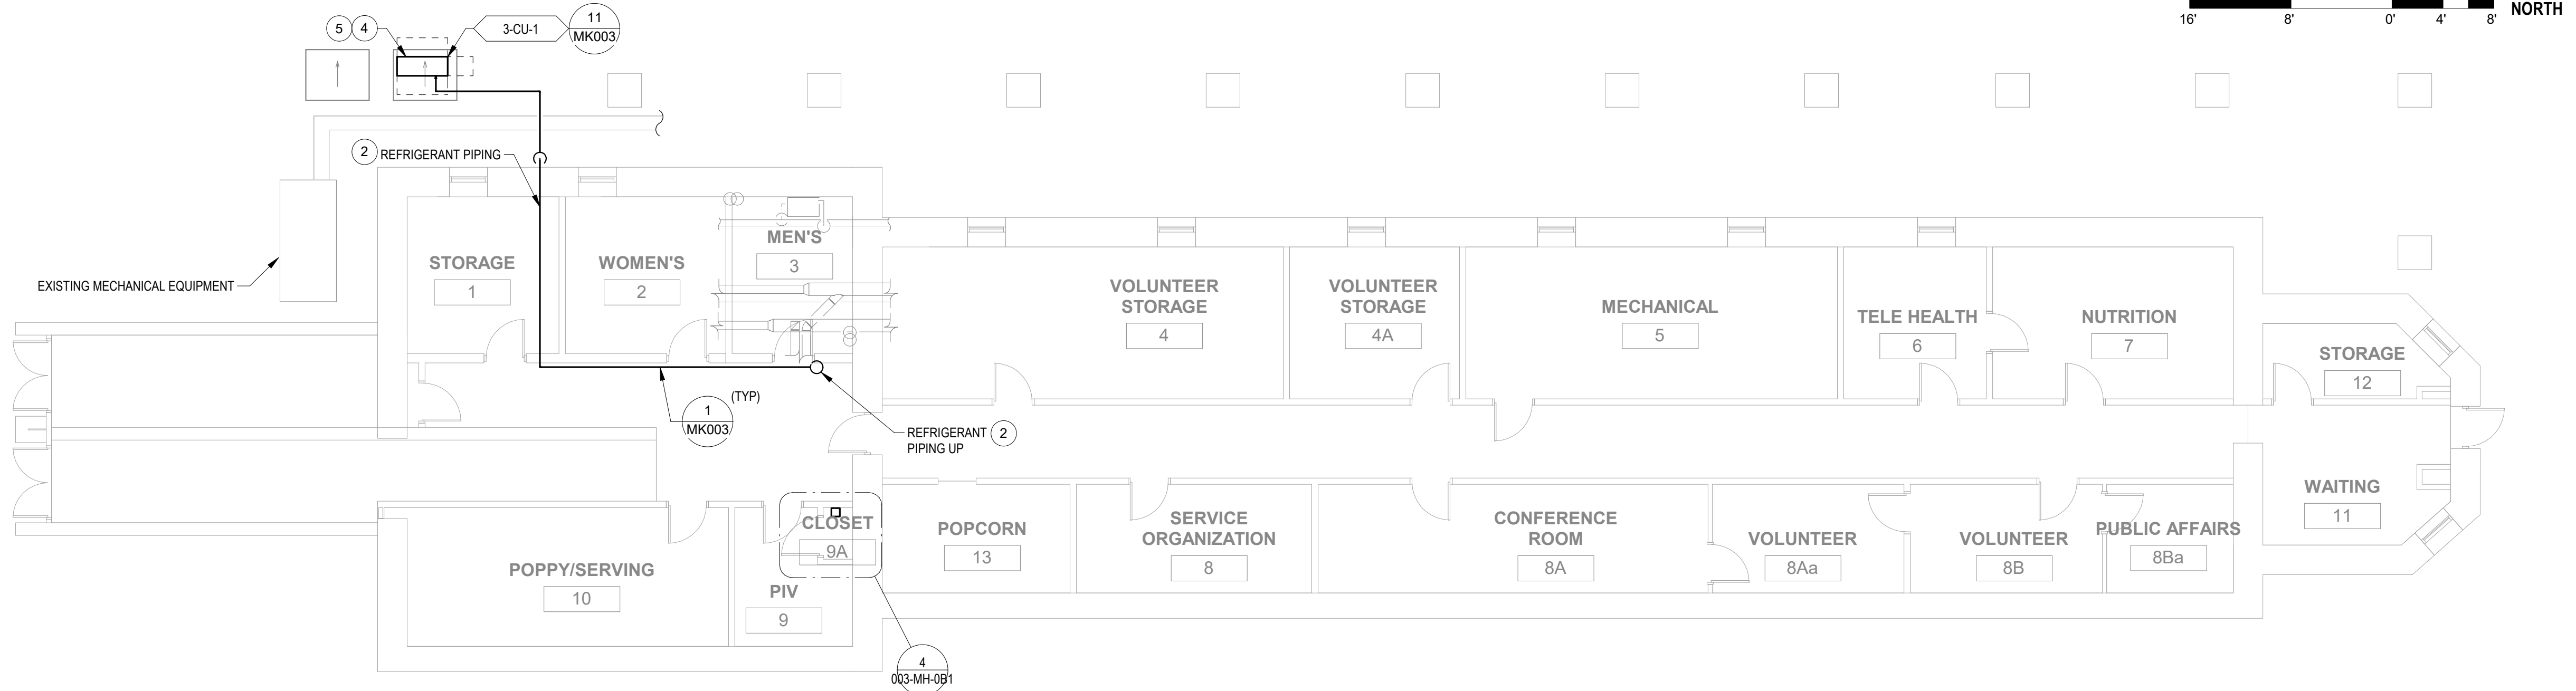 5
4
3-CU-1
11
MK003
16'
8'
0'
4'
8'
NORTH
2
REFRIGERANT PIPING
EXISTING MECHANICAL EQUIPMENT
STORAGE
1
WOMEN'S
2
MEN'S
3
VOLUNTEER
STORAGE
4
VOLUNTEER
STORAGE
4A
MECHANICAL
5
TELE HEALTH
6
NUTRITION
7
STORAGE
12
(TYP)
1
MK003
REFRIGERANT
PIPING UP
2
CLOSET
9A
POPCORN
13
SERVICE
ORGANIZATION
8
CONFERENCE
ROOM
8A
VOLUNTEER
8Aa
VOLUNTEER
8B
PUBLIC AFFAIRS
8Ba
WAITING
11
POPPY/SERVING
10
PIV
9
4
003-MH-0B1